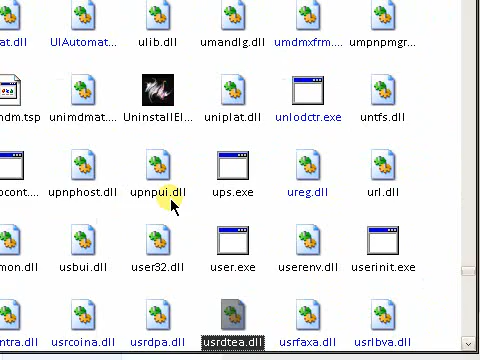 at.dll UIAutomat... ulib.dll umandlg.dll umdmxfrm.... umpnpmgr...
ndm.tsp unimdmat.... UninstallEl... uniplat.dll unlodctr.exe untfs.dll
pcont.... upnphost.dll upnpui.dll ups.exe ureg.dll url.dll
mon.dll usbui.dll user32.dll user.exe userenv.dll userinit.exe
ntra.dll usrcoina.dll usrdpa.dll usrdtea.dll usrfaxa.dll usrlbva.dll